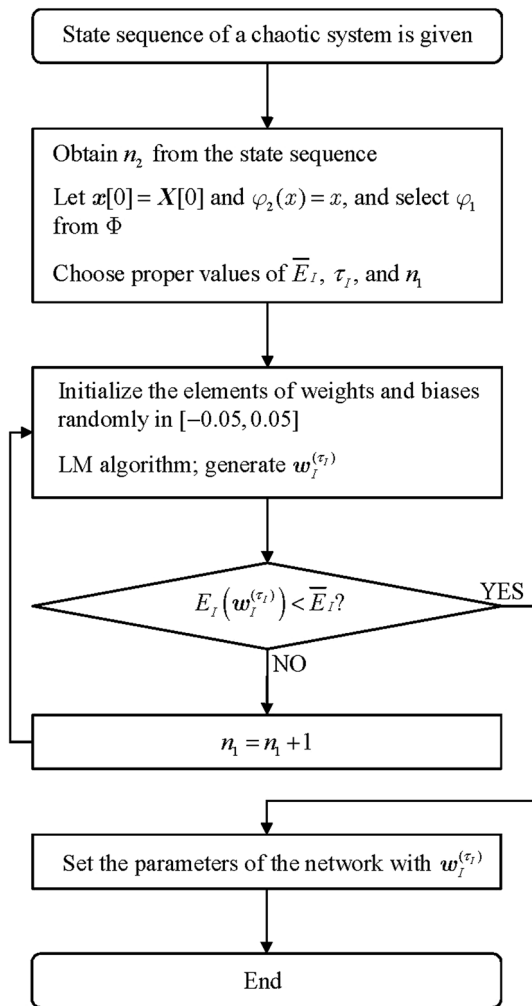 State sequence of a chaotic system is given
Obtain n₂ from the state sequence
Let x[0] = X[0] and φ₂(x) = x, and select φ₁
from Φ
Choose proper values of E̅_I, τ_I, and n₁
Initialize the elements of weights and biases
randomly in [−0.05, 0.05]
LM algorithm; generate w_I^(τ_I)
E_I(w_I^(τ_I)) < E̅_I?
YES
NO
n₁ = n₁ + 1
Set the parameters of the network with w_I^(τ_I)
End